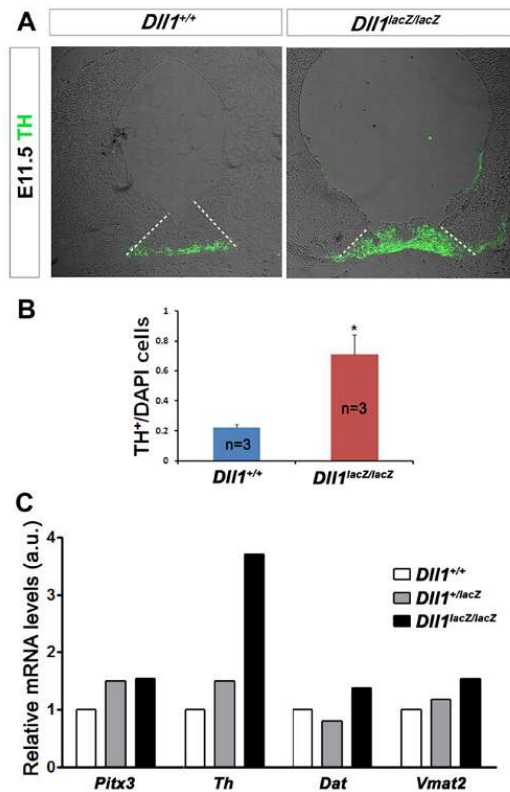 A
Dll1+/+
Dll1lacZ/lacZ
E11.5 TH
B
TH+/DAPI cells
1
0.8
0.6
0.4
0.2
0
*
n=3
n=3
Dll1+/+
Dll1lacZ/lacZ
C
Relative mRNA levels (a.u.)
4
3
2
1
0
Dll1+/+
Dll1+/lacZ
Dll1lacZ/lacZ
Pitx3
Th
Dat
Vmat2